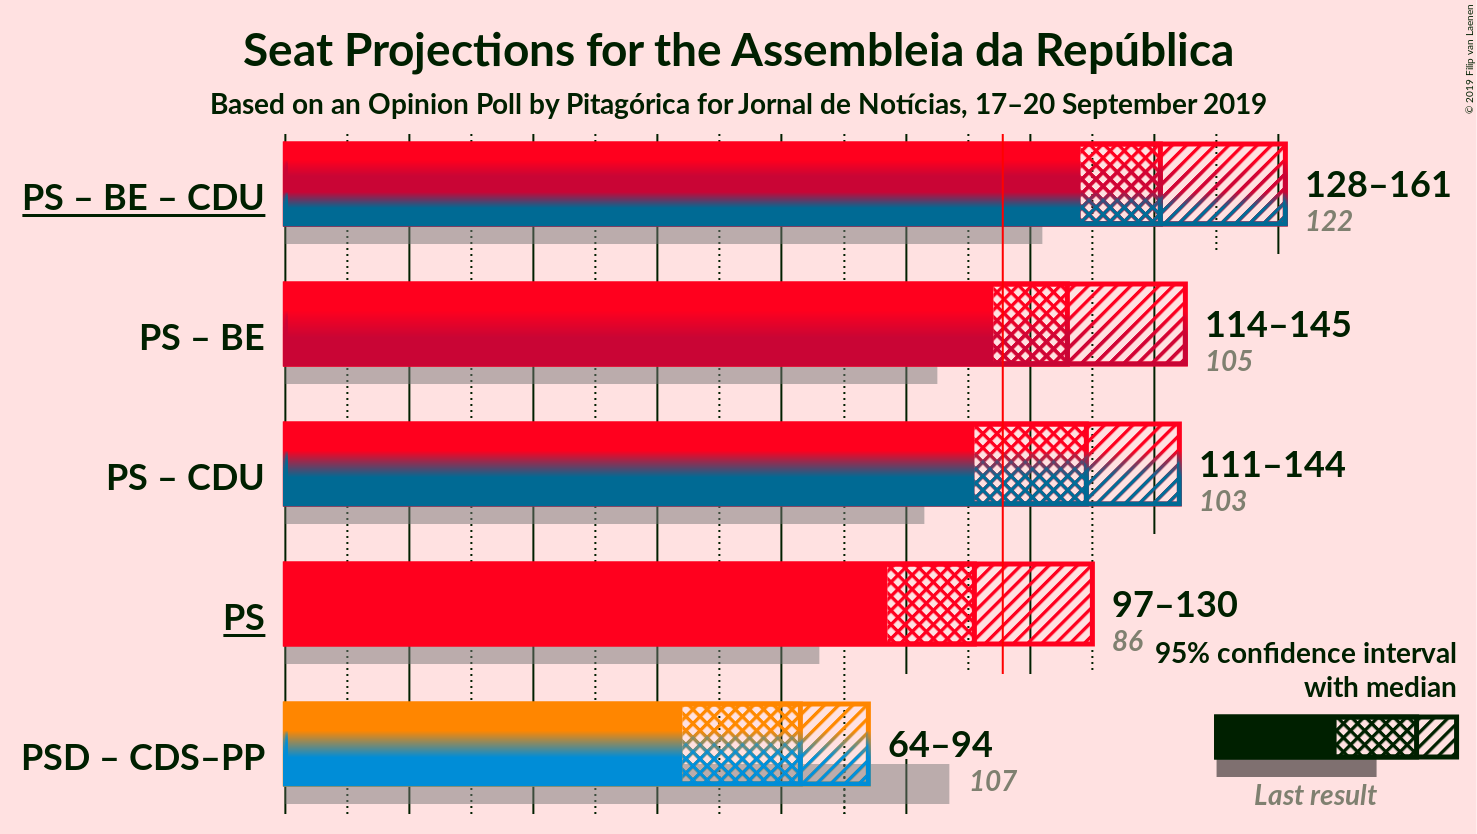 Seat Projections for the Assembleia da República
Based on an Opinion Poll by Pitagórica for Jornal de Notícias, 17–20 September 2019
© 2019 Filip van Laenen
PS – BE – CDU
128–161
122
PS – BE
114–145
105
PS – CDU
111–144
103
PS
97–130
86
95% confidence interval
with median
PSD – CDS–PP
64–94
107
Last result